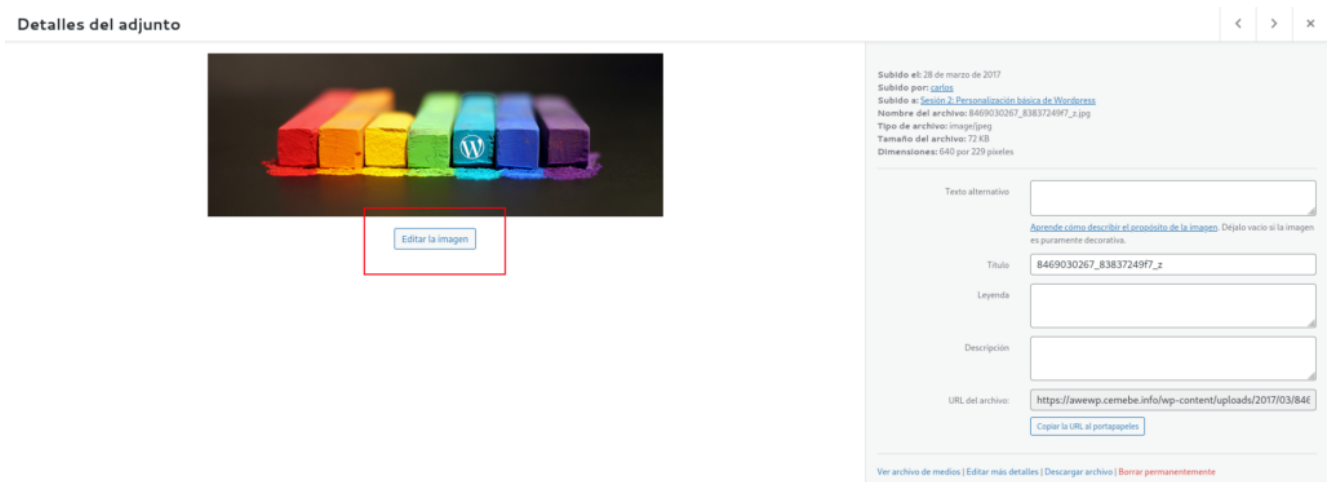 Detalles del adjunto
Editar la imagen
Subido el: 28 de marzo de 2017
Subido por: carlos
Subido a: Sesión 2: Personalización básica de Wordpress
Nombre del archivo: 8469030267_83837249f7_z.jpg
Tipo de archivo: image/jpeg
Tamaño del archivo: 72 KB
Dimensiones: 640 por 229 píxeles
Texto alternativo
Aprende cómo describir el propósito de la imagen. Déjalo vacío si la imagen
es puramente decorativa.
Título
8469030267_83837249f7_z
Leyenda
Descripción
URL del archivo:
https://awewp.cemebe.info/wp-content/uploads/2017/03/846
Copiar la URL al portapapeles
Ver archivo de medios | Editar más detalles | Descargar archivo | Borrar permanentemente